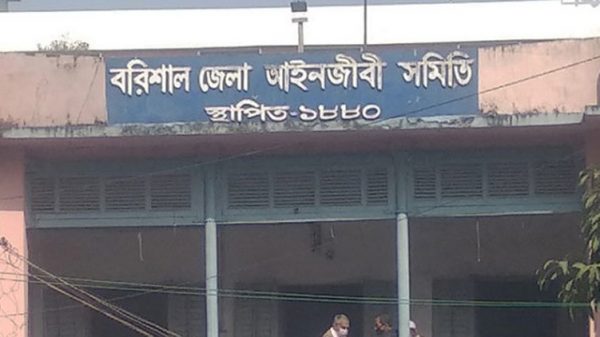 বরিশাল জেলা আইনজীবী সমিতি
স্থাপিত-১৮৮০